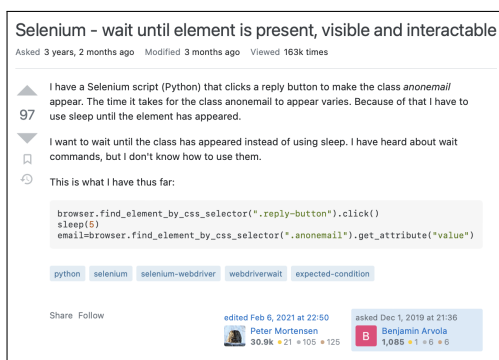 Selenium - wait until element is present, visible and interactable
Asked 3 years, 2 months ago Modified 3 months ago Viewed 163k times
97
I have a Selenium script (Python) that clicks a reply button to make the class anonemail
appear. The time it takes for the class anonemail to appear varies. Because of that I have to
use sleep until the element has appeared.
I want to wait until the class has appeared instead of using sleep. I have heard about wait
commands, but I don't know how to use them.
This is what I have thus far:
browser.find_element_by_css_selector(".reply-button").click()
sleep(5)
email=browser.find_element_by_css_selector(".anonemail").get_attribute("value")
python selenium selenium-webdriver webdriverwait expected-condition
Share Follow
edited Feb 6, 2021 at 22:50
Peter Mortensen
30.9k 21 105 125
asked Dec 1, 2019 at 21:36
B
Benjamin Arvola
1,085 1 6 6